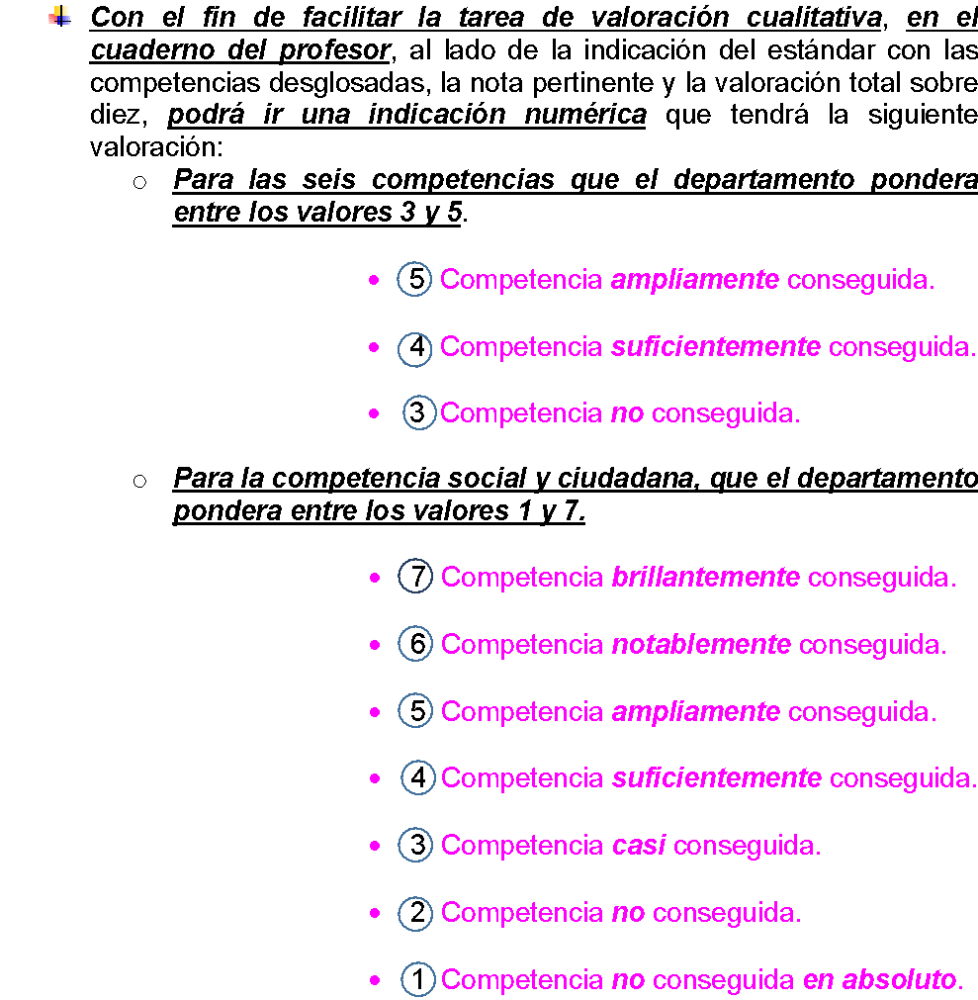 Con el fin de facilitar la tarea de valoración cualitativa, en el
cuaderno del profesor, al lado de la indicación del estándar con las
competencias desglosadas, la nota pertinente y la valoración total sobre
diez, podrá ir una indicación numérica que tendrá la siguiente
valoración:
o Para las seis competencias que el departamento pondera
entre los valores 3 y 5.
• 5 Competencia ampliamente conseguida.
• 4 Competencia suficientemente conseguida.
• 3 Competencia no conseguida.
o Para la competencia social y ciudadana, que el departamento
pondera entre los valores 1 y 7.
• 7 Competencia brillantemente conseguida.
• 6 Competencia notablemente conseguida.
• 5 Competencia ampliamente conseguida.
• 4 Competencia suficientemente conseguida.
• 3 Competencia casi conseguida.
• 2 Competencia no conseguida.
• 1 Competencia no conseguida en absoluto.